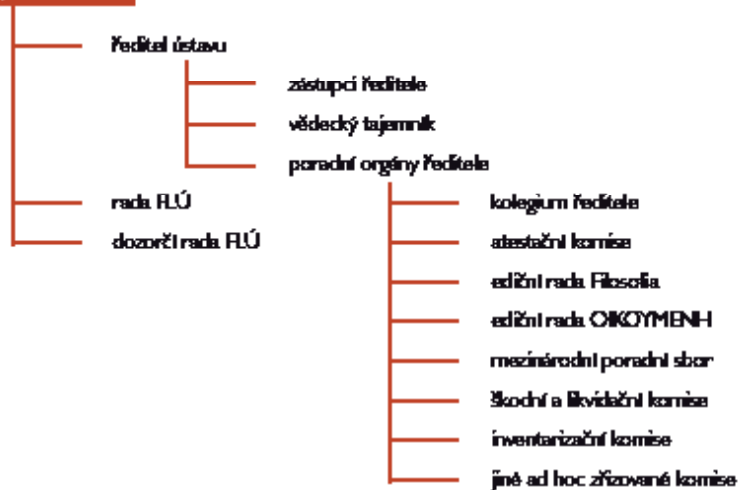 ředitel ústavu
zástupci ředitele
vědecký tajemník
poradní orgány ředitele
rada FLÚ
dozorčí rada FLÚ
kolegium ředitele
atestační komise
ediční rada Filosofia
ediční rada OIKOYMENH
mezinárodní poradní sbor
škodní a likvidační komise
inventarizační komise
jiné ad hoc zřizované komise